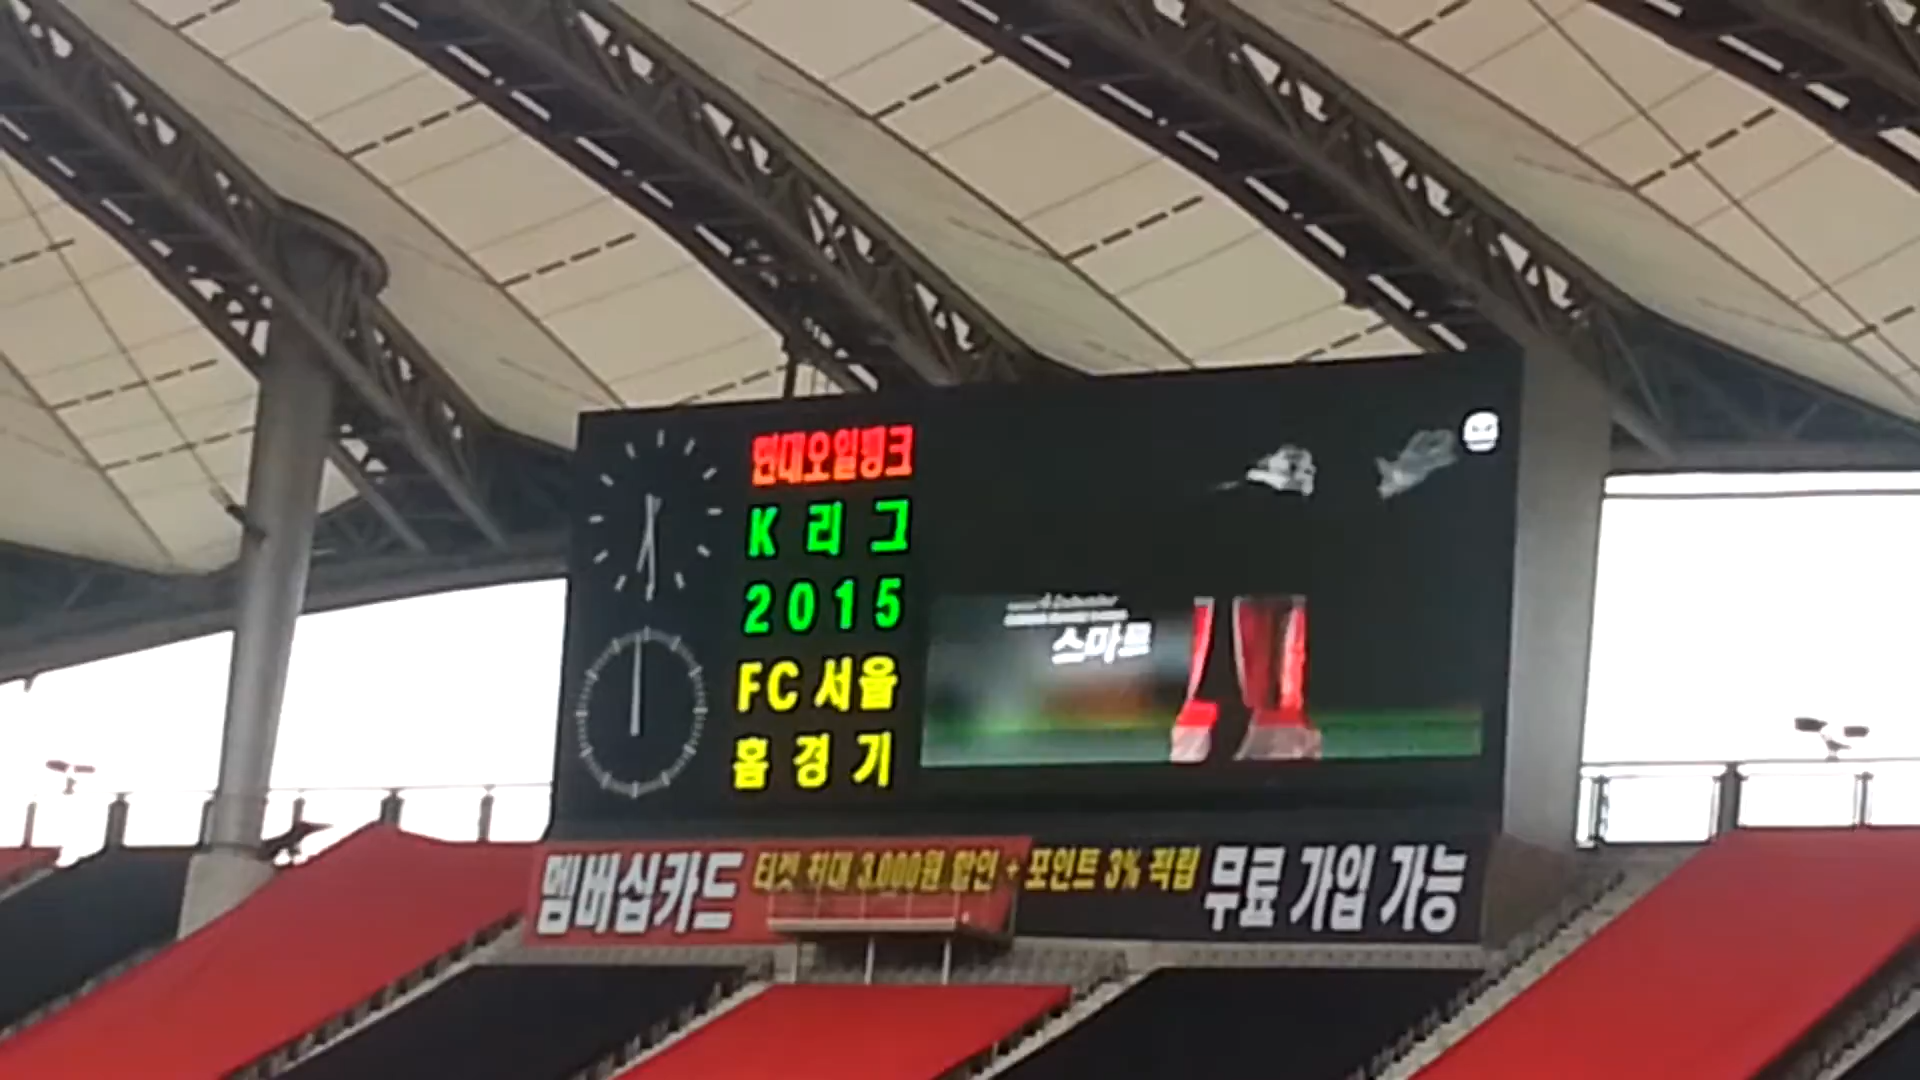 현대오일뱅크
K 리그
2015
FC 서울
홈경기
스마트
멤버십카드 티켓 최대 3,000원 할인 + 포인트 3% 적립 무료 가입 가능